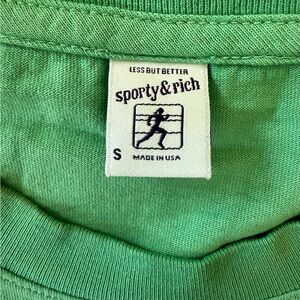 LESS BUT BETTER
sporty & rich
S
MADE IN USA